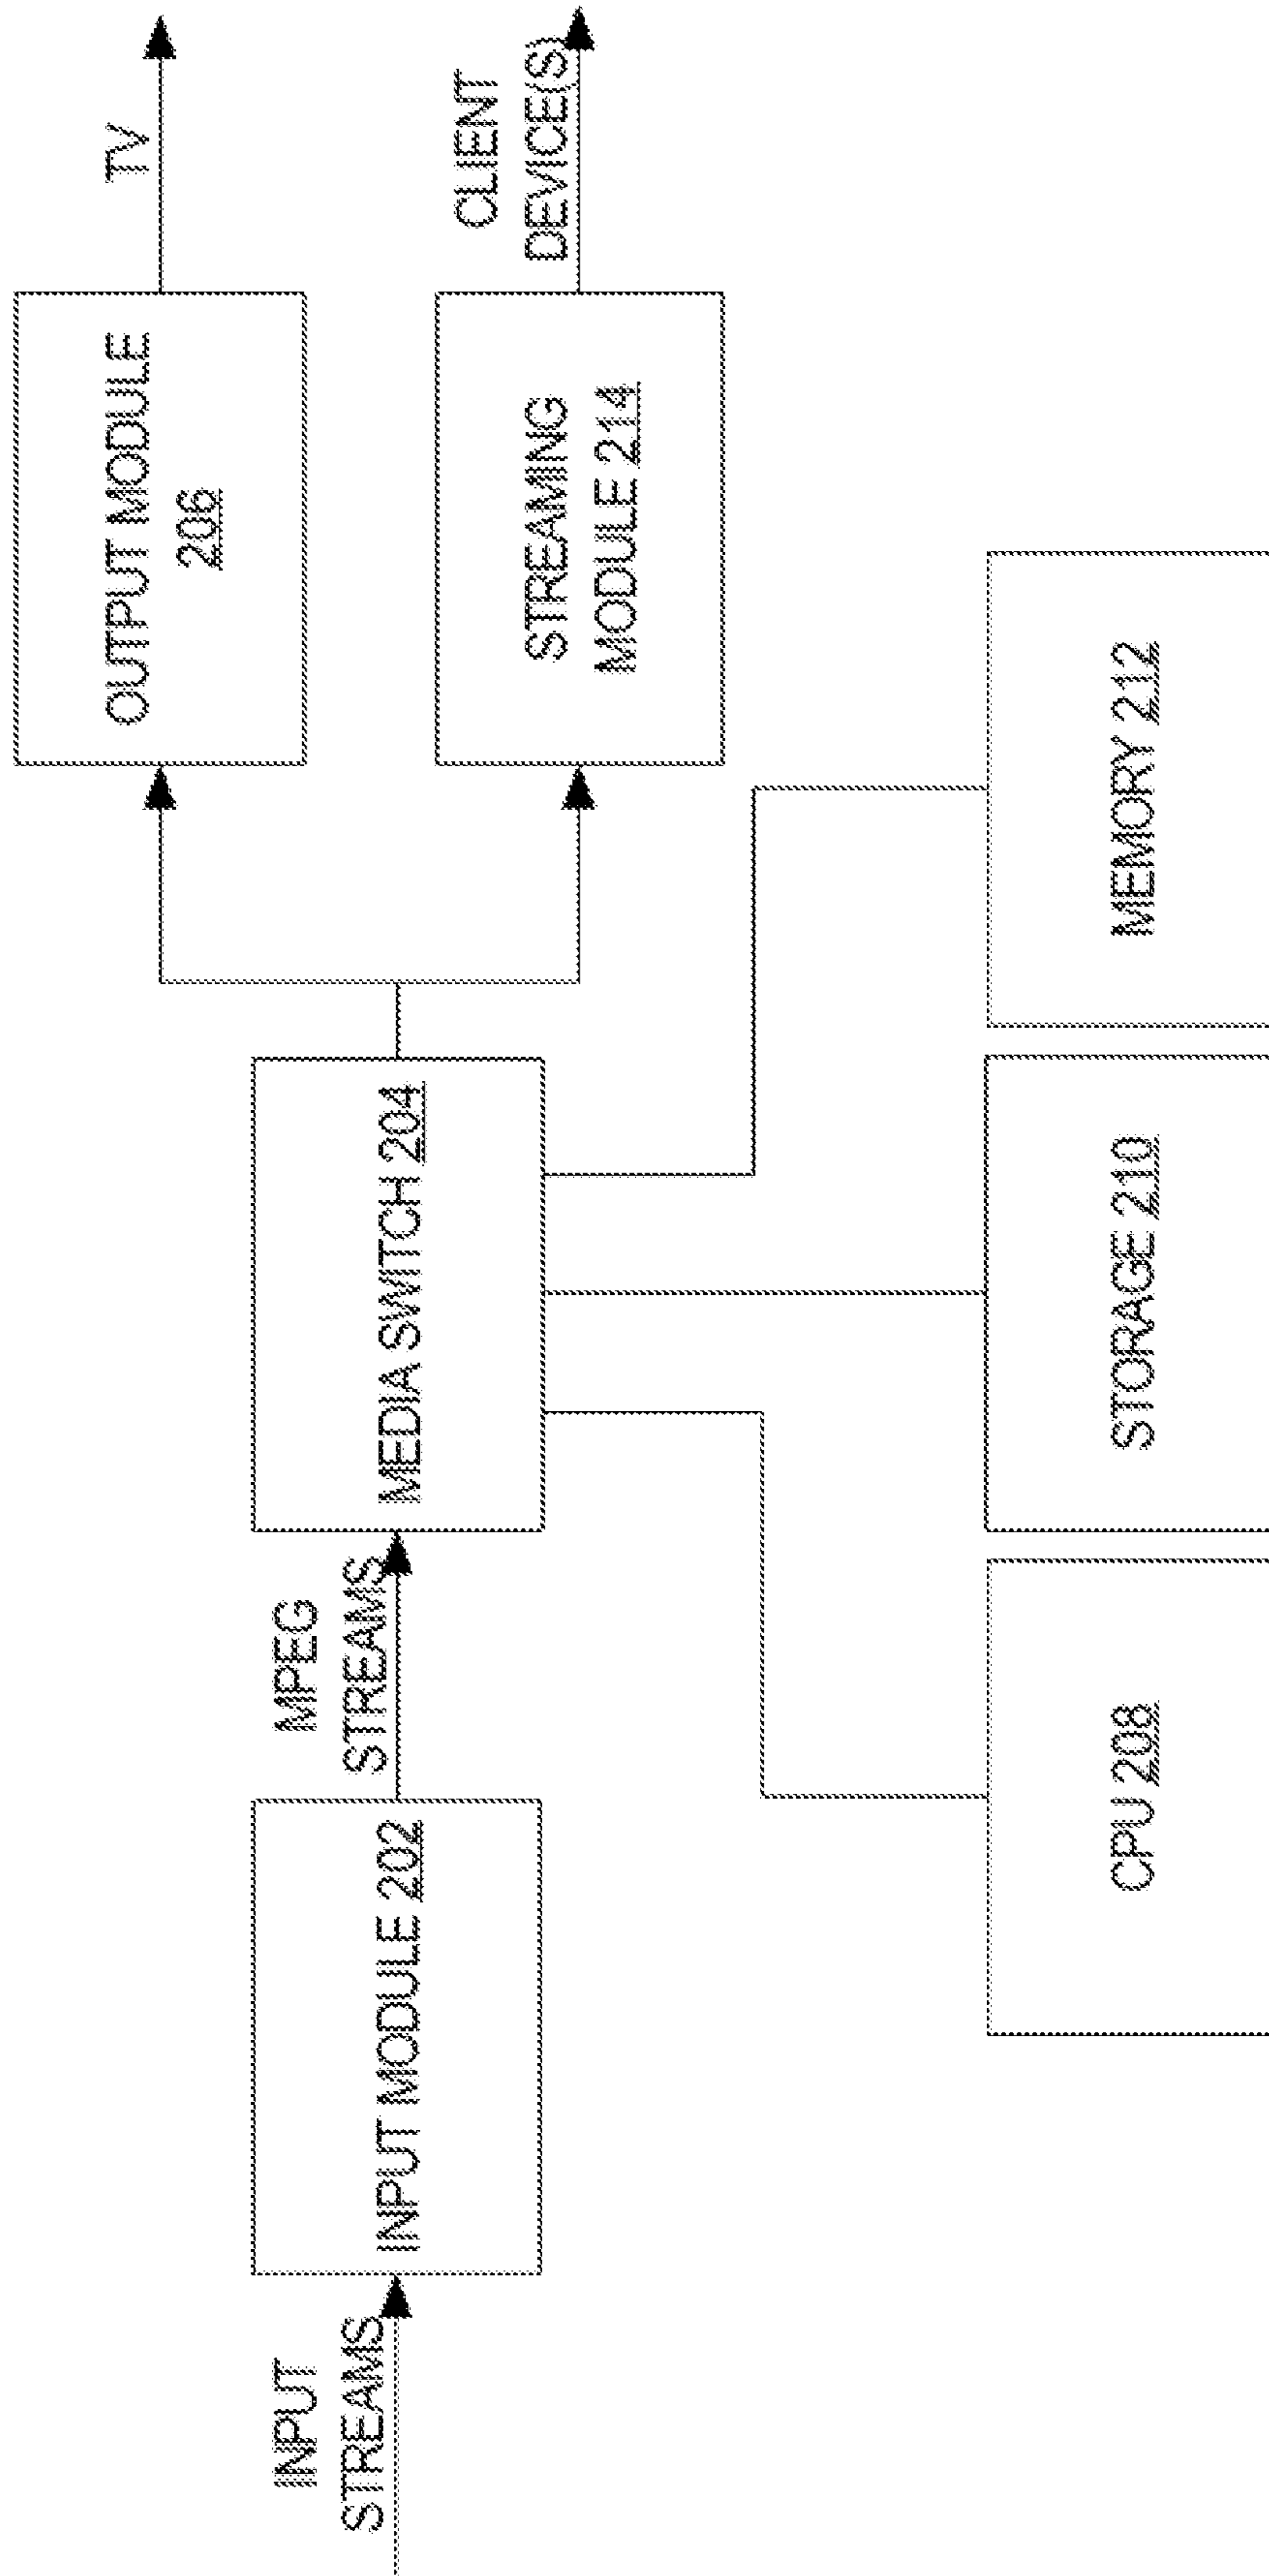 INPUT
STREAMS
INPUT MODULE 202
MPEG
STREAMS
MEDIA SWITCH 204
OUTPUT MODULE
206
TV
STREAMING
MODULE 214
CLIENT
DEVICE(S)
CPU 208
STORAGE 210
MEMORY 212